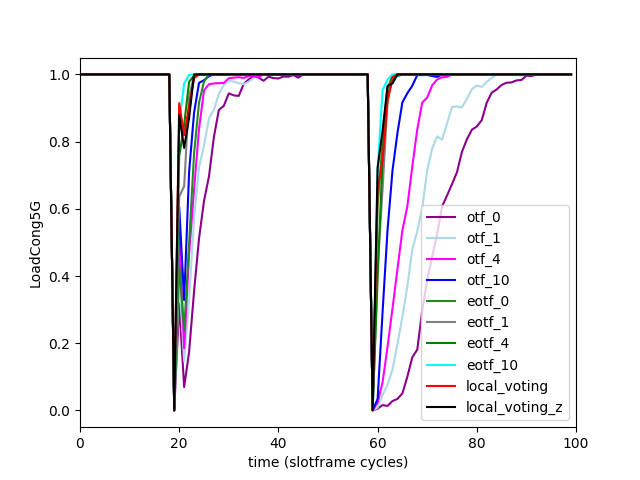 1.0
0.8
0.6
0.4
0.2
0.0
LoadCong5G
0 20 40 60 80 100
time (slotframe cycles)
otf_0
otf_1
otf_4
otf_10
eotf_0
eotf_1
eotf_4
eotf_10
local_voting
local_voting_z